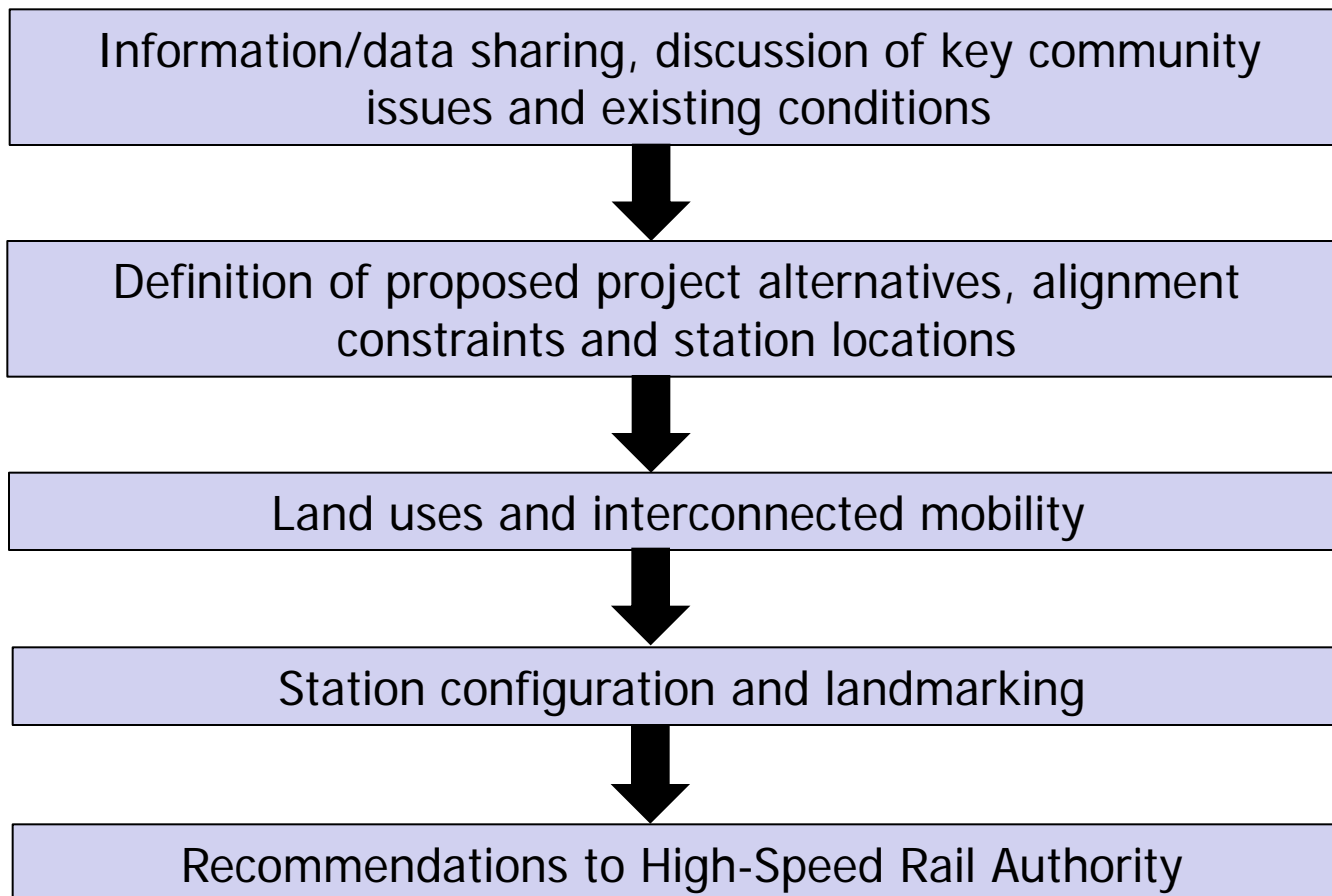 Information/data sharing, discussion of key community
issues and existing conditions
Definition of proposed project alternatives, alignment
constraints and station locations
Land uses and interconnected mobility
Station configuration and landmarking
Recommendations to High-Speed Rail Authority